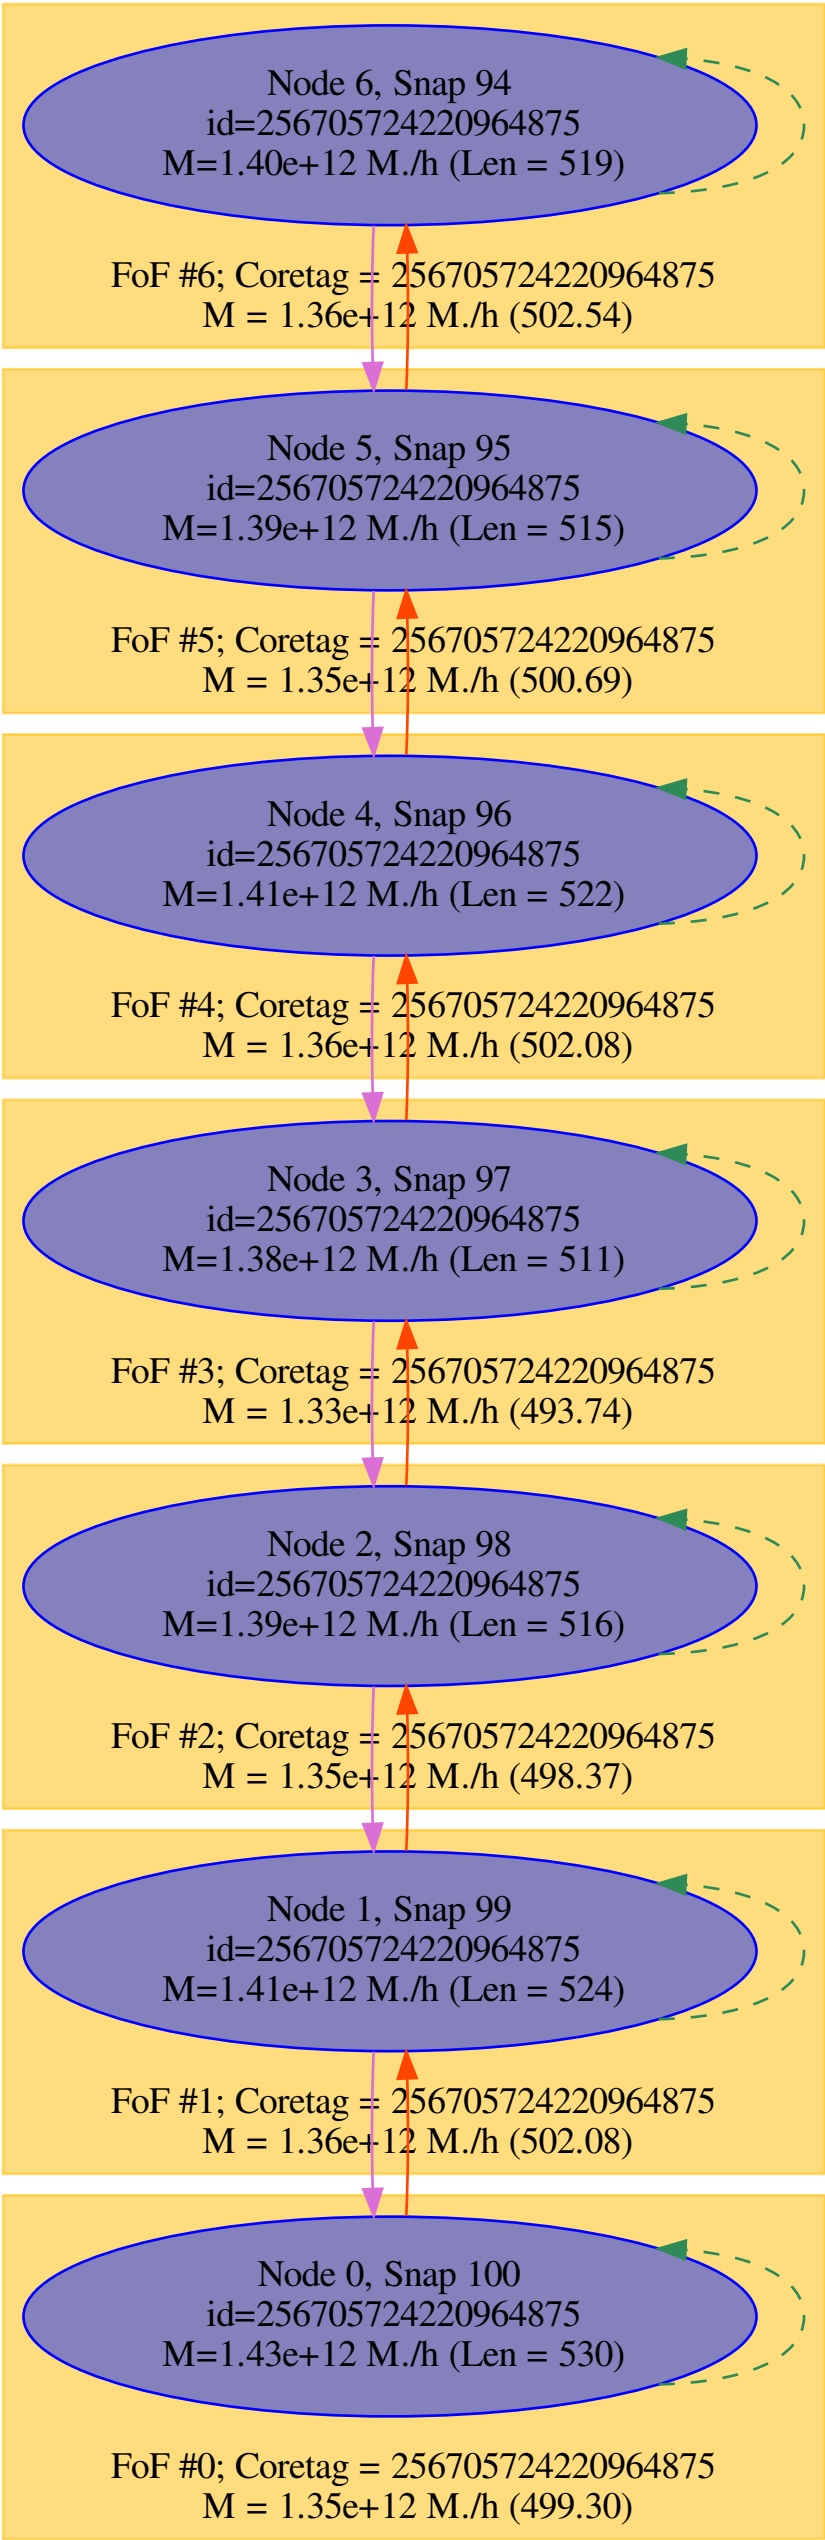 Node 6, Snap 94
id=256705724220964875
M=1.40e+12 M./h (Len = 519)
FoF #6; Coretag = 256705724220964875
M = 1.36e+12 M./h (502.54)
Node 5, Snap 95
id=256705724220964875
M=1.39e+12 M./h (Len = 515)
FoF #5; Coretag = 256705724220964875
M = 1.35e+12 M./h (500.69)
Node 4, Snap 96
id=256705724220964875
M=1.41e+12 M./h (Len = 522)
FoF #4; Coretag = 256705724220964875
M = 1.36e+12 M./h (502.08)
Node 3, Snap 97
id=256705724220964875
M=1.38e+12 M./h (Len = 511)
FoF #3; Coretag = 256705724220964875
M = 1.33e+12 M./h (493.74)
Node 2, Snap 98
id=256705724220964875
M=1.39e+12 M./h (Len = 516)
FoF #2; Coretag = 256705724220964875
M = 1.35e+12 M./h (498.37)
Node 1, Snap 99
id=256705724220964875
M=1.41e+12 M./h (Len = 524)
FoF #1; Coretag = 256705724220964875
M = 1.36e+12 M./h (502.08)
Node 0, Snap 100
id=256705724220964875
M=1.43e+12 M./h (Len = 530)
FoF #0; Coretag = 256705724220964875
M = 1.35e+12 M./h (499.30)